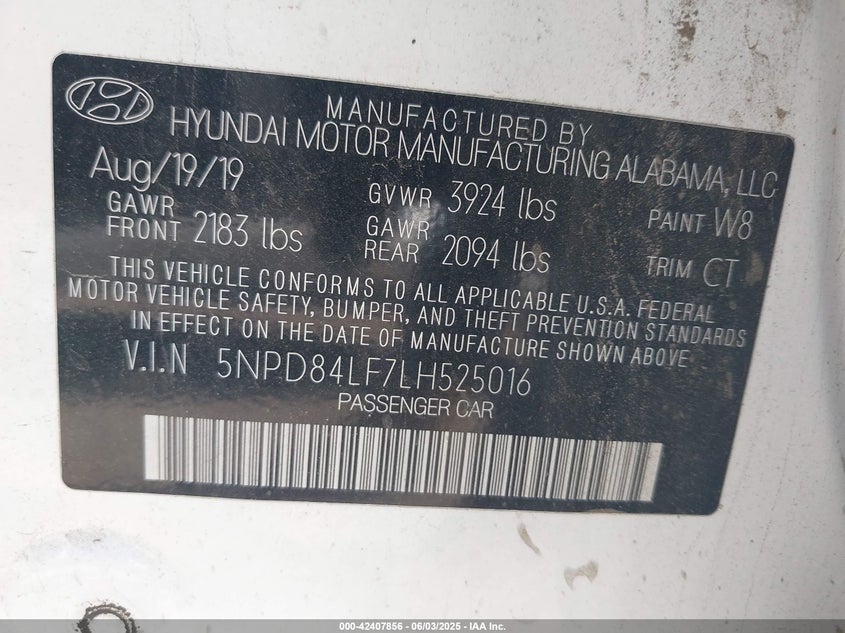 MANUFACTURED BY
HYUNDAI MOTOR MANUFACTURING ALABAMA, LLC
Aug/19/19
GVWR 3924 lbs
PAINT W8
GAWR
FRONT 2183 lbs
GAWR
REAR 2094 lbs
TRIM CT
THIS VEHICLE CONFORMS TO ALL APPLICABLE U.S.A. FEDERAL
MOTOR VEHICLE SAFETY, BUMPER, AND THEFT PREVENTION STANDARDS
IN EFFECT ON THE DATE OF MANUFACTURE SHOWN ABOVE
V.I.N 5NPD84LF7LH525016
PASSENGER CAR
000-42407856 - 06/03/2025 - IAA Inc.